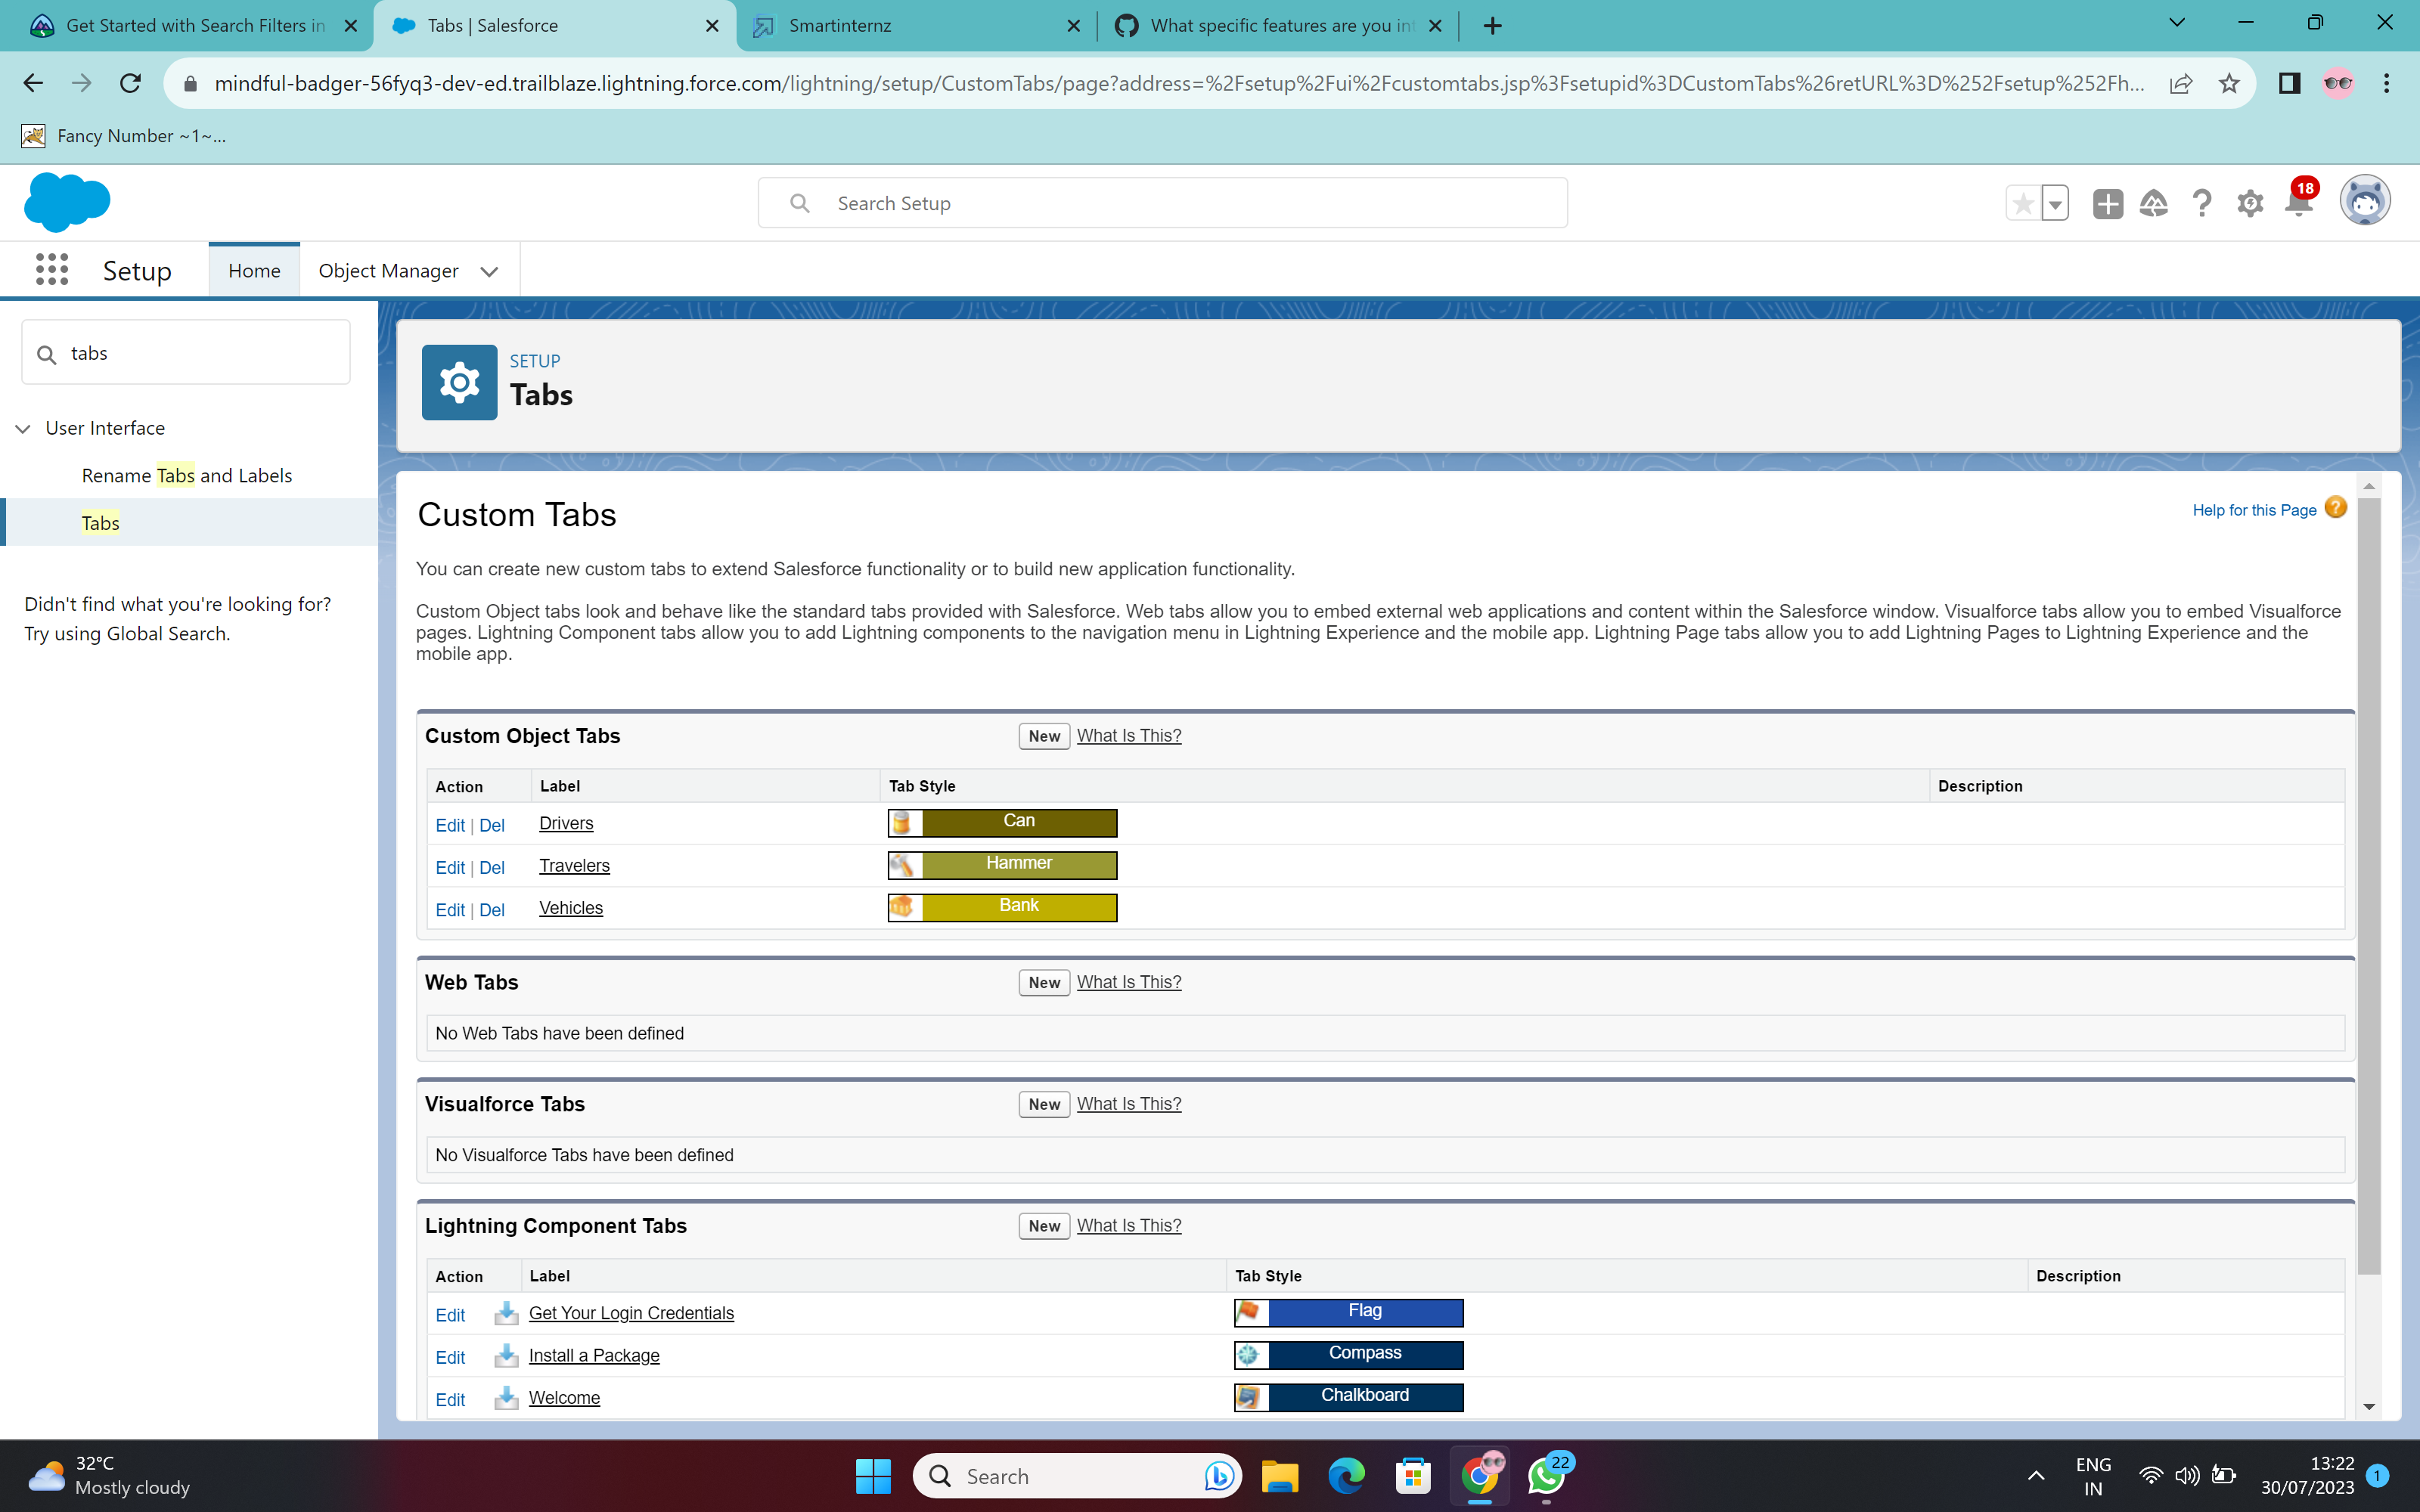 Get Started with Search Filters in
Tabs | Salesforce
Smartinternz
What specific features are you int
mindful-badger-56fyq3-dev-ed.trailblaze.lightning.force.com/lightning/setup/CustomTabs/page?address=%2Fsetup%2Fui%2Fcustomtabs.jsp%3Fsetupid%3DCustomTabs%26retURL%3D%252Fsetup%252Fh...
Fancy Number ~1~...
Search Setup
18
Setup
Home
Object Manager
tabs
User Interface
Rename Tabs and Labels
Tabs
Didn't find what you're looking for?
Try using Global Search.
SETUP
Tabs
Custom Tabs
Help for this Page
You can create new custom tabs to extend Salesforce functionality or to build new application functionality.
Custom Object tabs look and behave like the standard tabs provided with Salesforce. Web tabs allow you to embed external web applications and content within the Salesforce window. Visualforce tabs allow you to embed Visualforce
pages. Lightning Component tabs allow you to add Lightning components to the navigation menu in Lightning Experience and the mobile app. Lightning Page tabs allow you to add Lightning Pages to Lightning Experience and the
mobile app.
Custom Object Tabs New What Is This?
Action Label Tab Style Description
Edit | Del Drivers Can
Edit | Del Travelers Hammer
Edit | Del Vehicles Bank
Web Tabs New What Is This?
No Web Tabs have been defined
Visualforce Tabs New What Is This?
No Visualforce Tabs have been defined
Lightning Component Tabs New What Is This?
Action Label Tab Style Description
Edit Get Your Login Credentials Flag
Edit Install a Package Compass
Edit Welcome Chalkboard
32°C
Mostly cloudy
Search
22
ENG
IN
13:22
30/07/2023
1